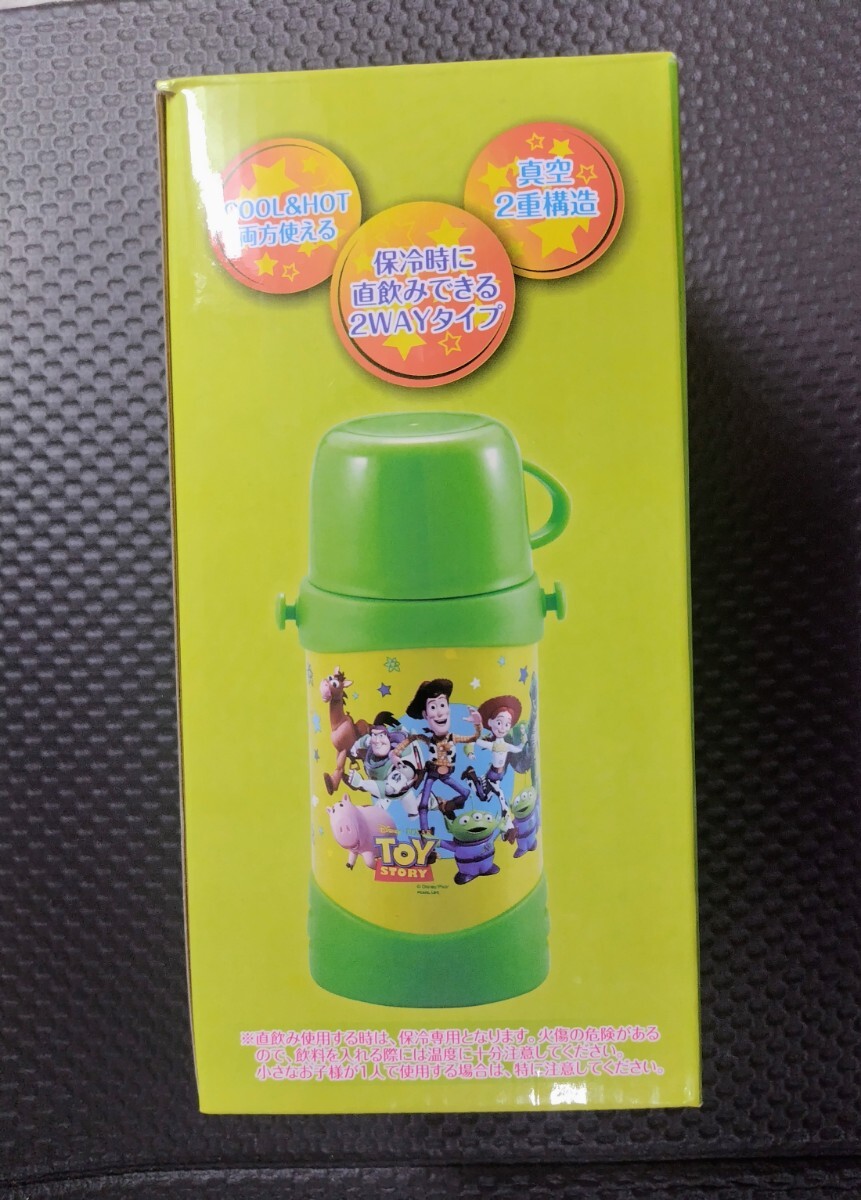 COOL&HOT
両方使える
真空
2重構造
保冷時に
直飲みできる
2WAYタイプ
TOY
STORY
© Disney/Pixar
※直飲み使用する時は、保冷専用となります。火傷の危険がある
ので、飲料を入れる際には温度に十分注意してください。
小さなお子様が1人で使用する場合は、特に注意してください。